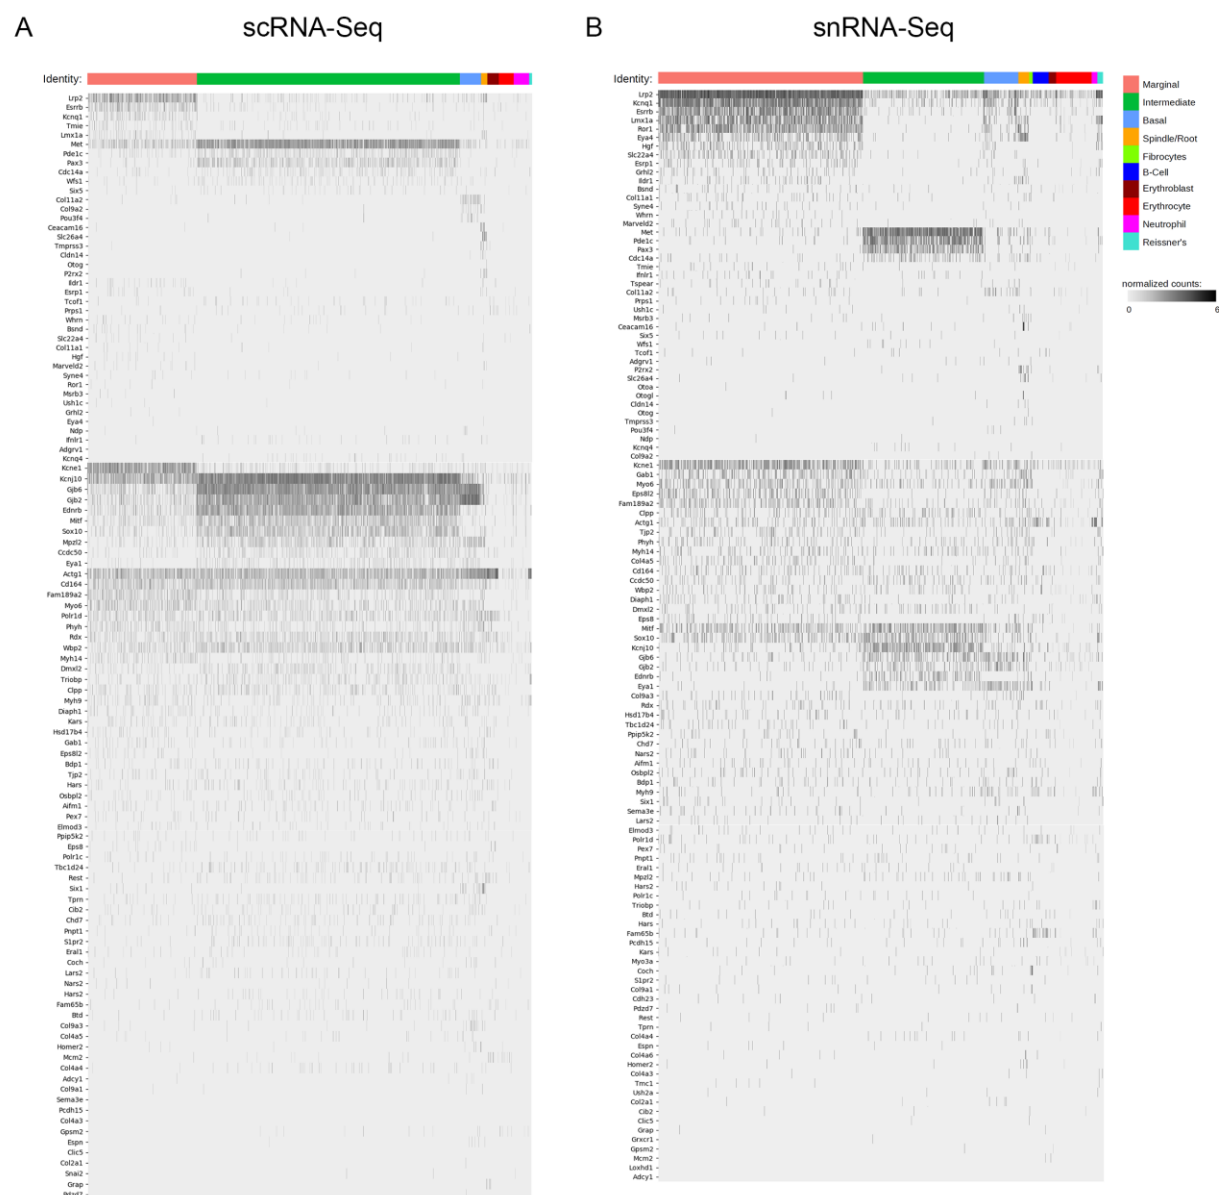 A
scRNA-Seq
B
snRNA-Seq
Identity:
Lrp2
Esrrb
Kcnq1
Tmie
Lmx1a
Met
Pde1c
Pax3
Cdc14a
Wfs1
Six5
Col11a2
Col9a2
Pou3f4
Ceacam16
Slc26a4
Tmprss3
Cldn14
Otog
P2rx2
Ildr1
Esrp1
Tcof1
Prps1
Whrn
Bsnd
Slc22a4
Col11a1
Hgf
Marveld2
Syne4
Ror1
Msrb3
Ush1c
Grhl2
Eya4
Ndp
Ifnlr1
Adgrv1
Kcnq4
Kcne1
Kcnj10
Gjb6
Gjb2
Ednrb
Mitf
Sox10
Mpzl2
Ccdc50
Eya1
Actg1
Cd164
Fam189a2
Myo6
Polr1d
Phyh
Rdx
Wbp2
Myh14
Dmxl2
Triobp
Clpp
Myh9
Diaph1
Kars
Hsd17b4
Gab1
Eps8l2
Bdp1
Tjp2
Hars
Osbpl2
Aifm1
Pex7
Elmod3
Ppip5k2
Eps8
Polr1c
Tbc1d24
Rest
Six1
Tprn
Cib2
Chd7
Pnpt1
S1pr2
Eral1
Coch
Lars2
Nars2
Hars2
Fam65b
Btd
Col9a3
Col4a5
Homer2
Mcm2
Col4a4
Adcy1
Col9a1
Sema3e
Pcdh15
Col4a3
Gpsm2
Espn
Clic5
Col2a1
Snai2
Grap
Pdzd7
Identity:
Lrp2
Kcnq1
Esrrb
Lmx1a
Ror1
Eya4
Hgf
Slc22a4
Esrp1
Grhl2
Ildr1
Bsnd
Col11a1
Syne4
Whrn
Marveld2
Met
Pde1c
Pax3
Cdc14a
Tmie
Ifnlr1
Tspear
Col11a2
Prps1
Ush1c
Msrb3
Ceacam16
Six5
Wfs1
Tcof1
Adgrv1
P2rx2
Slc26a4
Otoa
Otogl
Cldn14
Otog
Tmprss3
Pou3f4
Ndp
Kcnq4
Col9a2
Kcne1
Gab1
Myo6
Eps8l2
Fam189a2
Clpp
Actg1
Tjp2
Phyh
Myh14
Col4a5
Cd164
Ccdc50
Wbp2
Diaph1
Dmxl2
Eps8
Mitf
Sox10
Kcnj10
Gjb6
Gjb2
Ednrb
Eya1
Col9a3
Rdx
Hsd17b4
Tbc1d24
Ppip5k2
Chd7
Nars2
Aifm1
Osbpl2
Bdp1
Myh9
Six1
Sema3e
Lars2
Elmod3
Polr1d
Pex7
Pnpt1
Eral1
Mpzl2
Hars2
Polr1c
Triobp
Btd
Hars
Fam65b
Pcdh15
Kars
Myo3a
Coch
S1pr2
Col9a1
Cdh23
Pdzd7
Rest
Tprn
Col4a4
Espn
Col4a6
Homer2
Col4a3
Tmc1
Ush2a
Col2a1
Cib2
Clic5
Grap
Grxcr1
Gpsm2
Mcm2
Loxhd1
Adcy1
Marginal
Intermediate
Basal
Spindle/Root
Fibrocytes
B-Cell
Erythroblast
Erythrocyte
Neutrophil
Reissner's
normalized counts:
0 6